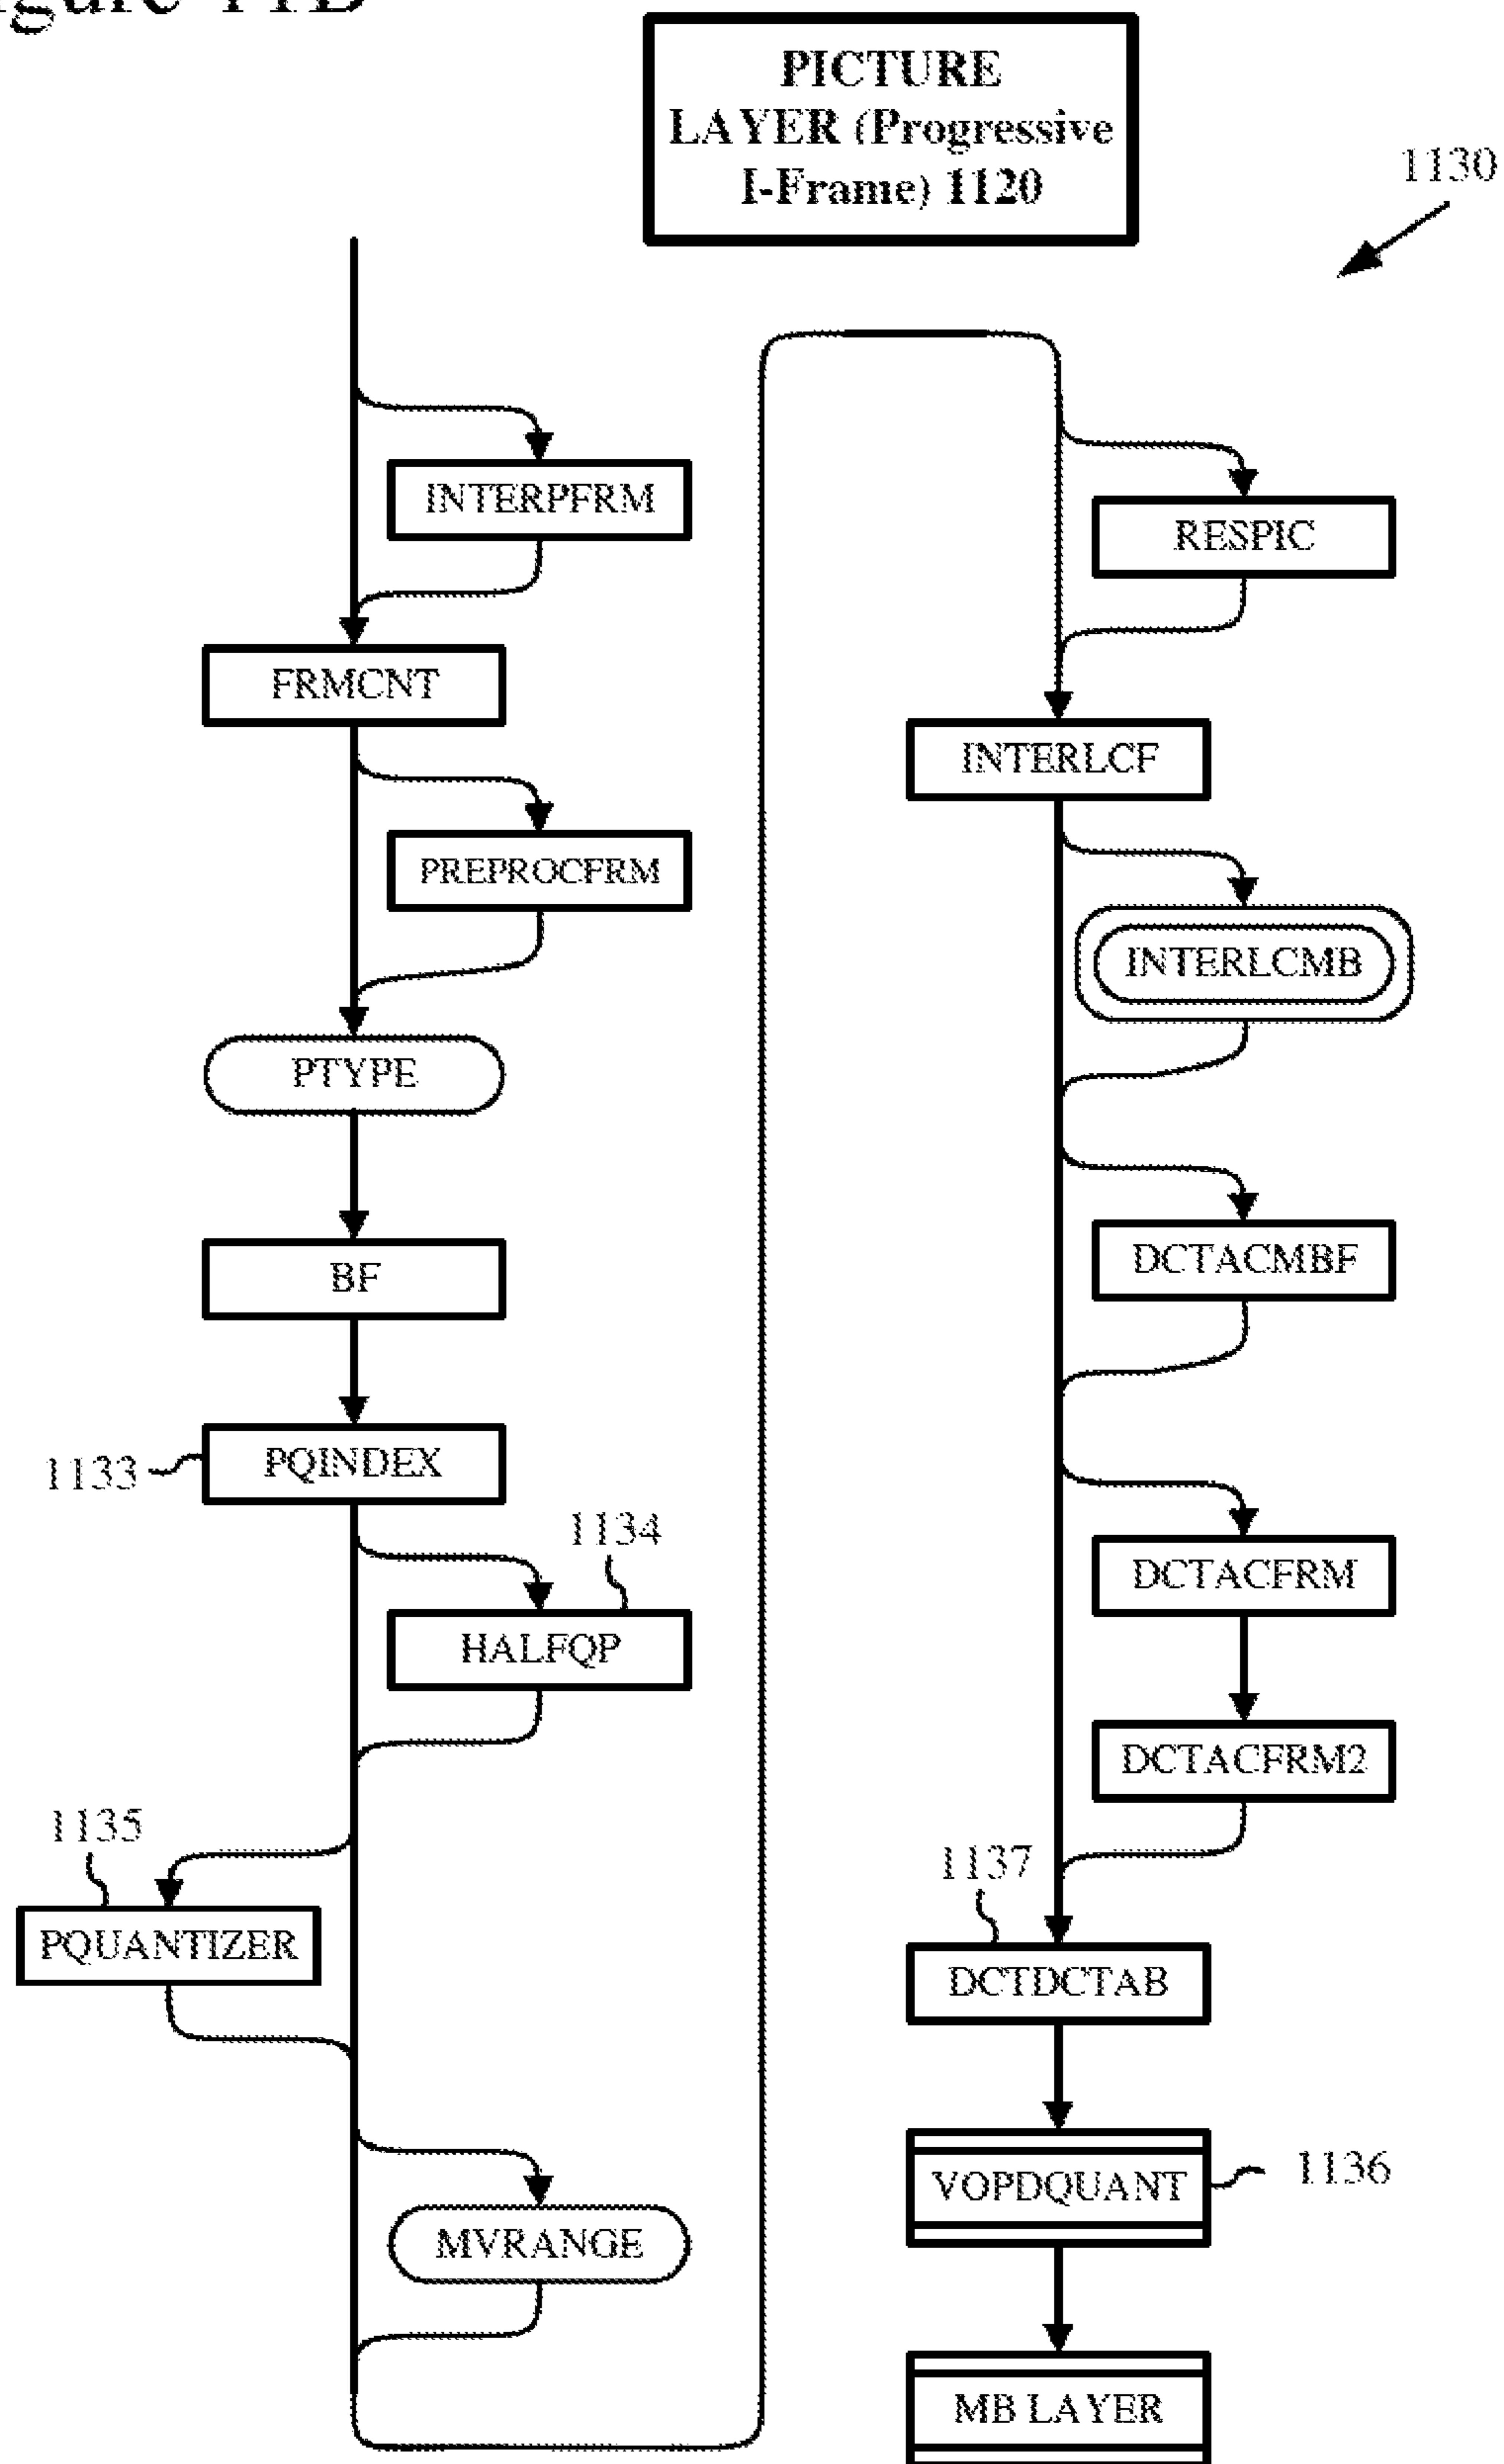 PICTURE
LAYER (Progressive
I-Frame) 1120
1130
INTERPFRM
FRMCNT
PREPROCFRM
PTYPE
BF
1133
PQINDEX
1134
HALFQP
1135
PQUANTIZER
MVRANGE
RESPIC
INTERLCF
INTERLCMB
DCTACMBF
DCTACFRM
DCTACFRM2
1137
DCTDCTAB
VOPDQUANT
1136
MB LAYER